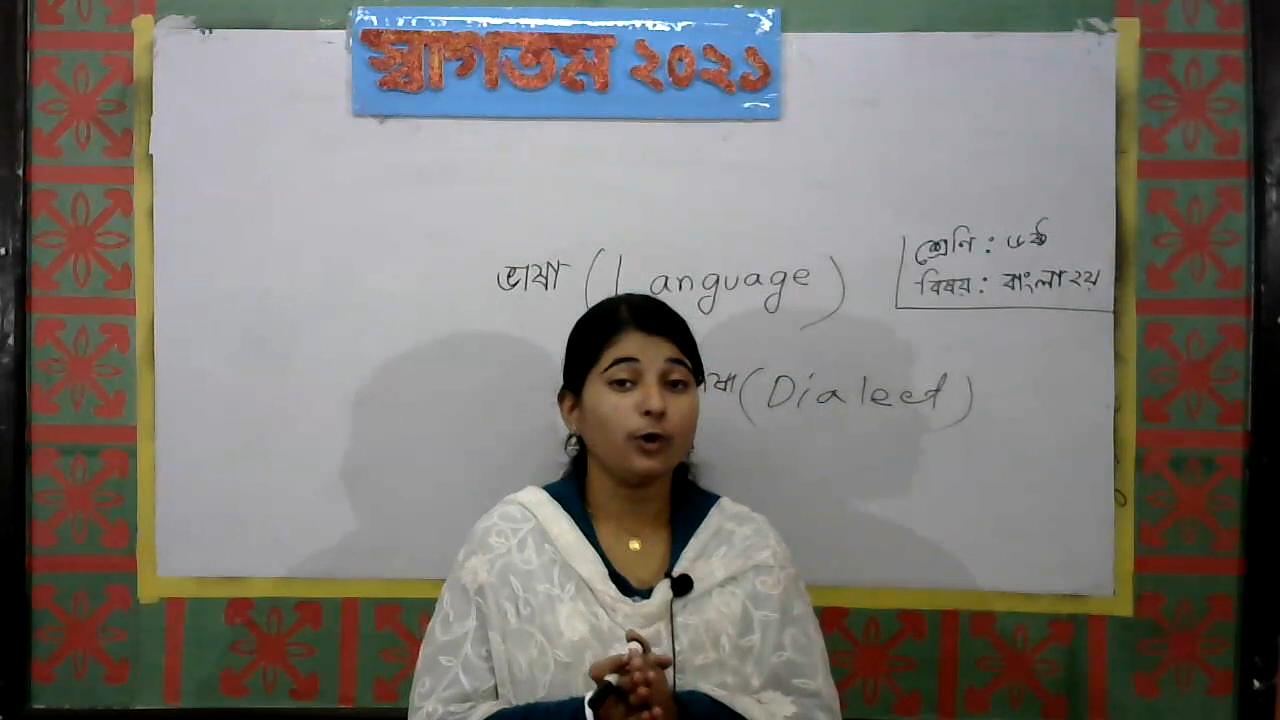 স্বাগতম ২০২১
ভাষা (Language)
শ্রেণি : ৬ষ্ঠ
বিষয় : বাংলা ২য়
(Dialect)